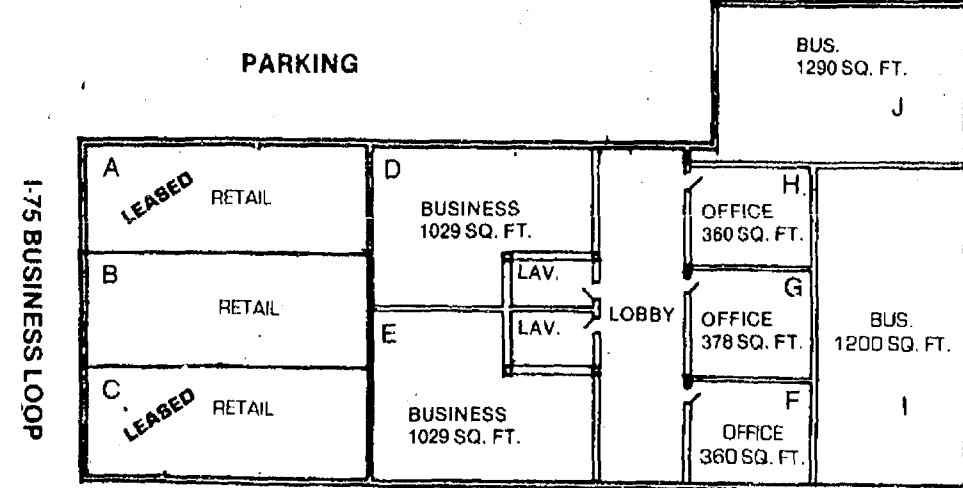 PARKING
BUS.
1290 SQ. FT.
J
I-75 BUSINESS LOOP
A
LEASED
RETAIL
B
RETAIL
C
LEASED
RETAIL
D
BUSINESS
1029 SQ. FT.
LAV.
LAV.
E
BUSINESS
1029 SQ. FT.
LOBBY
H
OFFICE
360 SQ. FT.
G
OFFICE
378 SQ. FT.
F
OFFICE
360 SQ. FT.
BUS.
1200 SQ. FT.
I